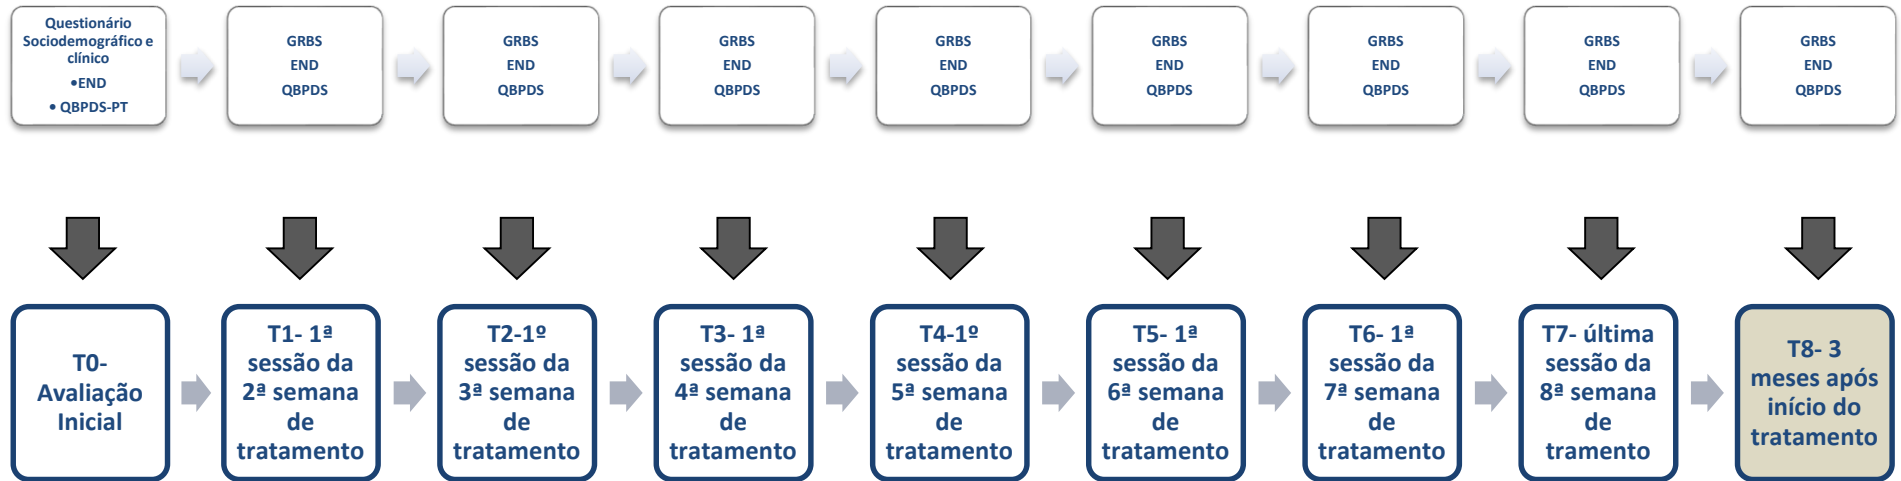 Questionário
Sociodemográfico e
clínico
•END
• QBPDS-PT
GRBS
END
QBPDS
GRBS
END
QBPDS
GRBS
END
QBPDS
GRBS
END
QBPDS
GRBS
END
QBPDS
GRBS
END
QBPDS
GRBS
END
QBPDS
GRBS
END
QBPDS
T0-
Avaliação
Inicial
T1- 1ª
sessão da
2ª semana
de
tratamento
T2-1º
sessão da
3ª semana
de
tratamento
T3- 1ª
sessão da
4ª semana
de
tratamento
T4-1º
sessão da
5ª semana
de
tratamento
T5- 1ª
sessão da
6ª semana
de
tratamento
T6- 1ª
sessão da
7ª semana
de
tratamento
T7- última
sessão da
8ª semana
de
tramento
T8- 3
meses após
início do
tratamento